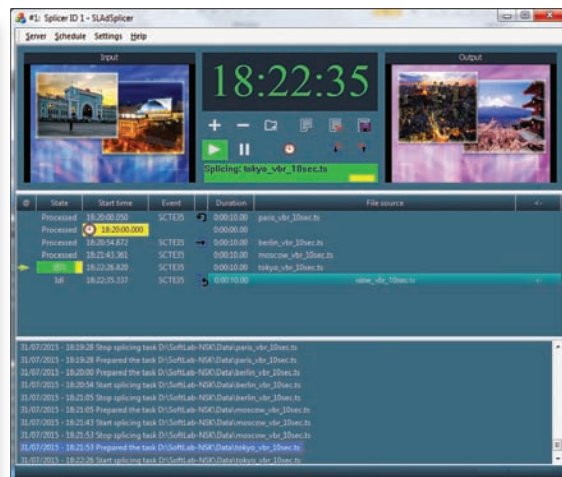 #1: Splicer ID 1 - SLAdSplicer
Server Schedule Settings Help
Input
18:22:35
Output
Splicing: tokyo_vbr_10sec.ts
@ State Start time Event Duration File source <-
Processed 18:20:00.050 SCTE35 0:00:10.00 paris_vbr_10sec.ts
Processed 18:20:00.000 0:00:00.00
Processed 18:20:54.872 SCTE35 0:00:10.00 berlin_vbr_10sec.ts
Processed 18:21:43.361 SCTE35 0:00:10.00 moscow_vbr_10sec.ts
18:22:26.820 SCTE35 0:00:10.00 tokyo_vbr_10sec.ts
18:22:35.337 SCTE35 0:00:10.00 rome_vbr_10sec.ts <-
31/07/2015 - 18:19:28 Stop splicing task D:\SoftLab-NSK\Data\paris_vbr_10sec.ts
31/07/2015 - 18:19:28 Prepared the task D:\SoftLab-NSK\Data\paris_vbr_10sec.ts
31/07/2015 - 18:20:00 Prepared the task D:\SoftLab-NSK\Data\berlin_vbr_10sec.ts
31/07/2015 - 18:20:54 Start splicing task D:\SoftLab-NSK\Data\berlin_vbr_10sec.ts
31/07/2015 - 18:21:05 Stop splicing task D:\SoftLab-NSK\Data\berlin_vbr_10sec.ts
31/07/2015 - 18:21:05 Prepared the task D:\SoftLab-NSK\Data\moscow_vbr_10sec.ts
31/07/2015 - 18:21:43 Start splicing task D:\SoftLab-NSK\Data\moscow_vbr_10sec.ts
31/07/2015 - 18:21:53 Stop splicing task D:\SoftLab-NSK\Data\moscow_vbr_10sec.ts
31/07/2015 - 18:21:53 Prepared the task D:\SoftLab-NSK\Data\tokyo_vbr_10sec.ts
31/07/2015 - 18:22:26 Start splicing task D:\SoftLab-NSK\Data\tokyo_vbr_10sec.ts